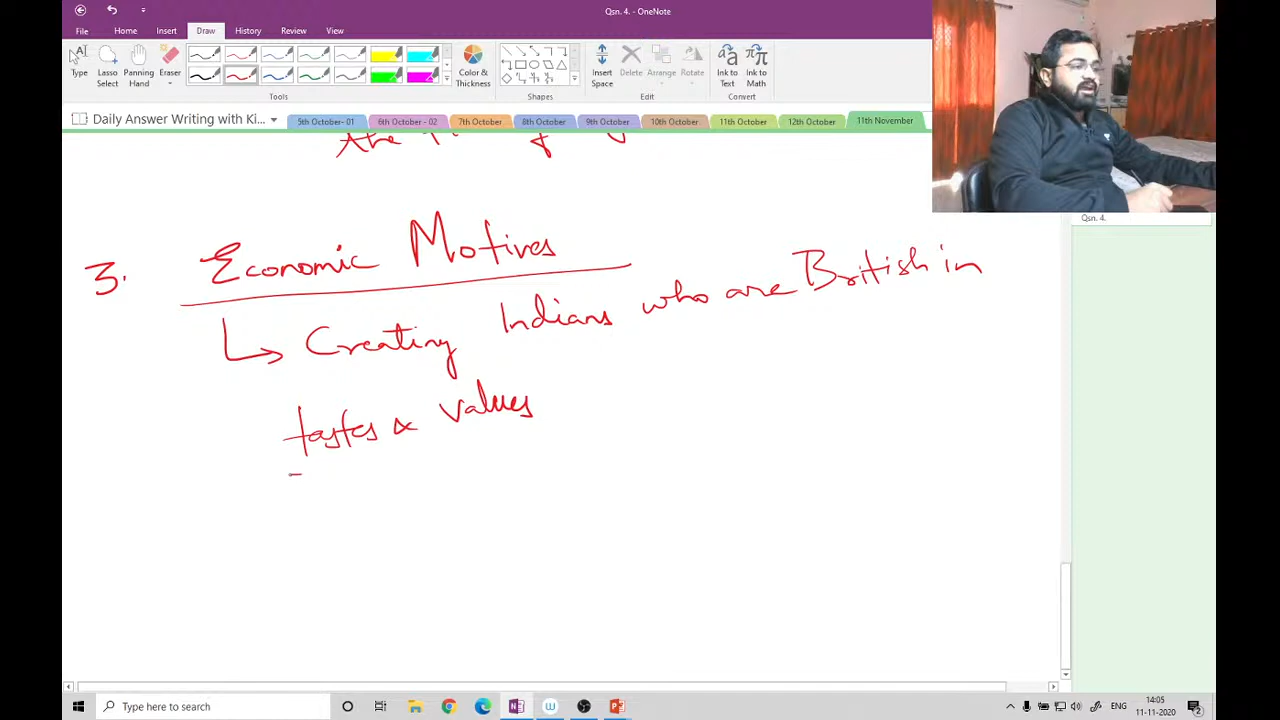 Qsn. 4. - OneNote
File Home Insert Draw History Review View
Type
Lasso Select
Panning Hand
Eraser
Color & Thickness
Insert Space
Delete
Arrange
Rotate
Ink to Text
Ink to Math
Tools
Shapes
Edit
Convert
Daily Answer Writing with Ki...
5th October- 01
6th October - 02
7th October
8th October
9th October
10th October
11th October
12th October
11th November
Qsn. 4.
3. Economic Motives
Creating Indians who are British in
tastes & values
Type here to search
ENG
14:05
11-11-2020
2